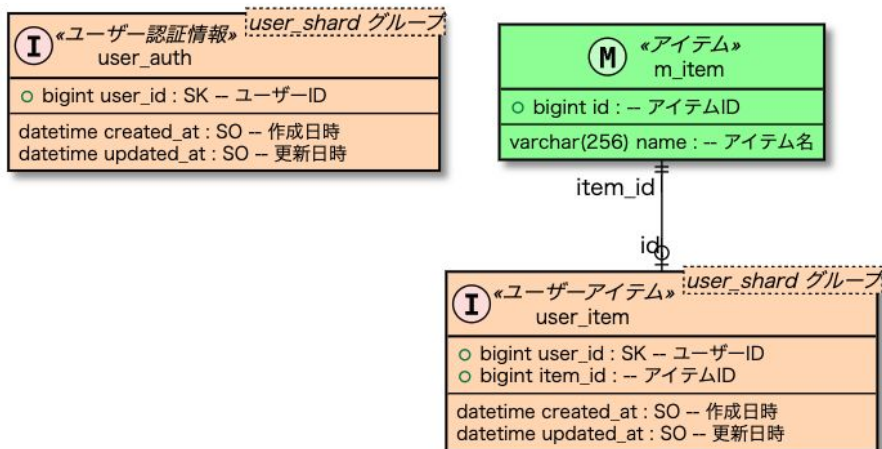 I
«ユーザー認証情報»
user_shard グループ
user_auth
bigint user_id : SK -- ユーザーID
datetime created_at : SO -- 作成日時
datetime updated_at : SO -- 更新日時
M
«アイテム»
m_item
bigint id : -- アイテムID
varchar(256) name : -- アイテム名
item_id
id
I
«ユーザーアイテム»
user_shard グループ
user_item
bigint user_id : SK -- ユーザーID
bigint item_id : -- アイテムID
datetime created_at : SO -- 作成日時
datetime updated_at : SO -- 更新日時